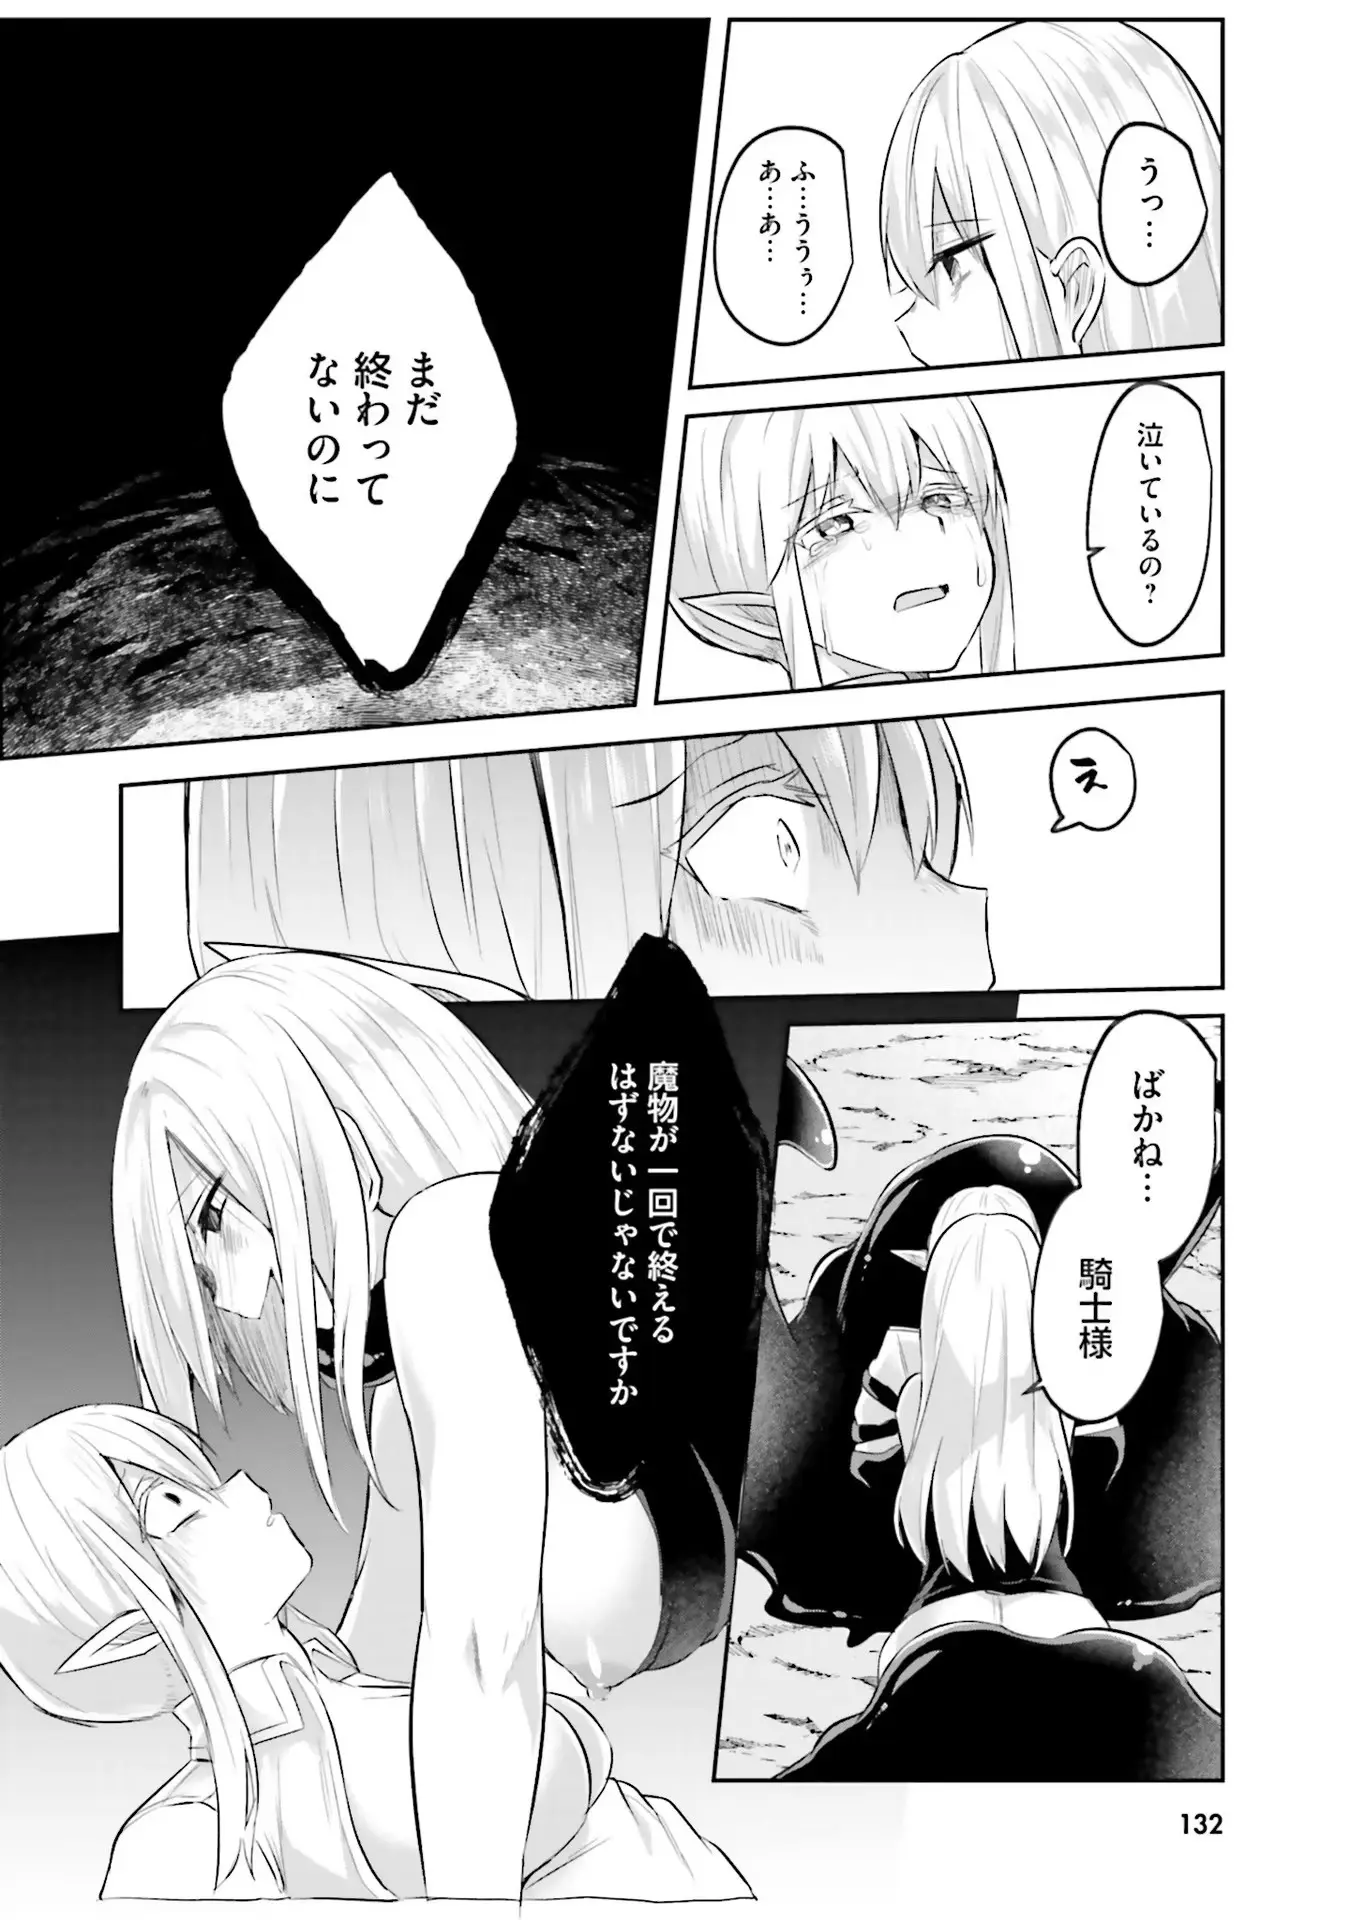 うっ…
ふ…ううぅ…
あ…あ…
泣いているの?
まだ
終わって
ないのに
え
ばかね…
騎士様
魔物が一回で終える
はずないじゃないですか
132